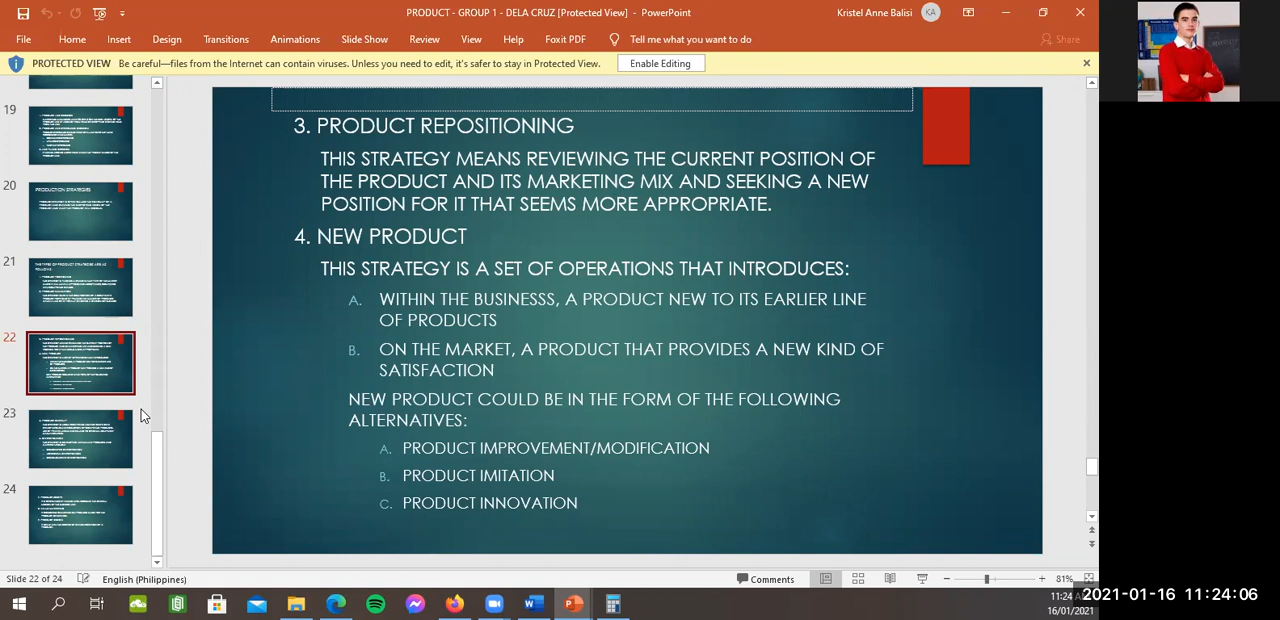 PRODUCT - GROUP 1 - DELA CRUZ [Protected View] - PowerPoint
Kristel Anne Balisi
KA
File Home Insert Design Transitions Animations Slide Show Review Help Foxit PDF Tell me what you want to do Share
PROTECTED VIEW Be careful—files from the Internet can contain viruses. Unless you need to edit, it's safer to stay in Protected View. Enable Editing
19
20
PRODUCTION STRATEGIES
21
22
23
24
3. PRODUCT REPOSITIONING
THIS STRATEGY MEANS REVIEWING THE CURRENT POSITION OF
THE PRODUCT AND ITS MARKETING MIX AND SEEKING A NEW
POSITION FOR IT THAT SEEMS MORE APPROPRIATE.
4. NEW PRODUCT
THIS STRATEGY IS A SET OF OPERATIONS THAT INTRODUCES:
A. WITHIN THE BUSINESSS, A PRODUCT NEW TO ITS EARLIER LINE
OF PRODUCTS
B. ON THE MARKET, A PRODUCT THAT PROVIDES A NEW KIND OF
SATISFACTION
NEW PRODUCT COULD BE IN THE FORM OF THE FOLLOWING
ALTERNATIVES:
A. PRODUCT IMPROVEMENT/MODIFICATION
B. PRODUCT IMITATION
C. PRODUCT INNOVATION
Slide 22 of 24 English (Philippines) Comments 81%
11:24
16/01/2021
2021-01-16 11:24:06